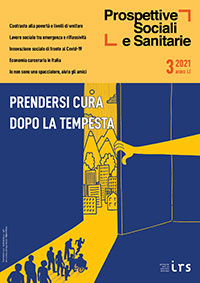 Contrasto alla povertà e livelli di welfare
Lavoro sociale tra emergenza e riflessività
Innovazione sociale di fronte al Covid-19
Economia carceraria in Italia
Io non sono uno spacciatore, aiuto gli amici
Prospettive
Sociali
e Sanitarie
3 2021
ANNO LI
PRENDERSI CURA
DOPO LA TEMPESTA
irs